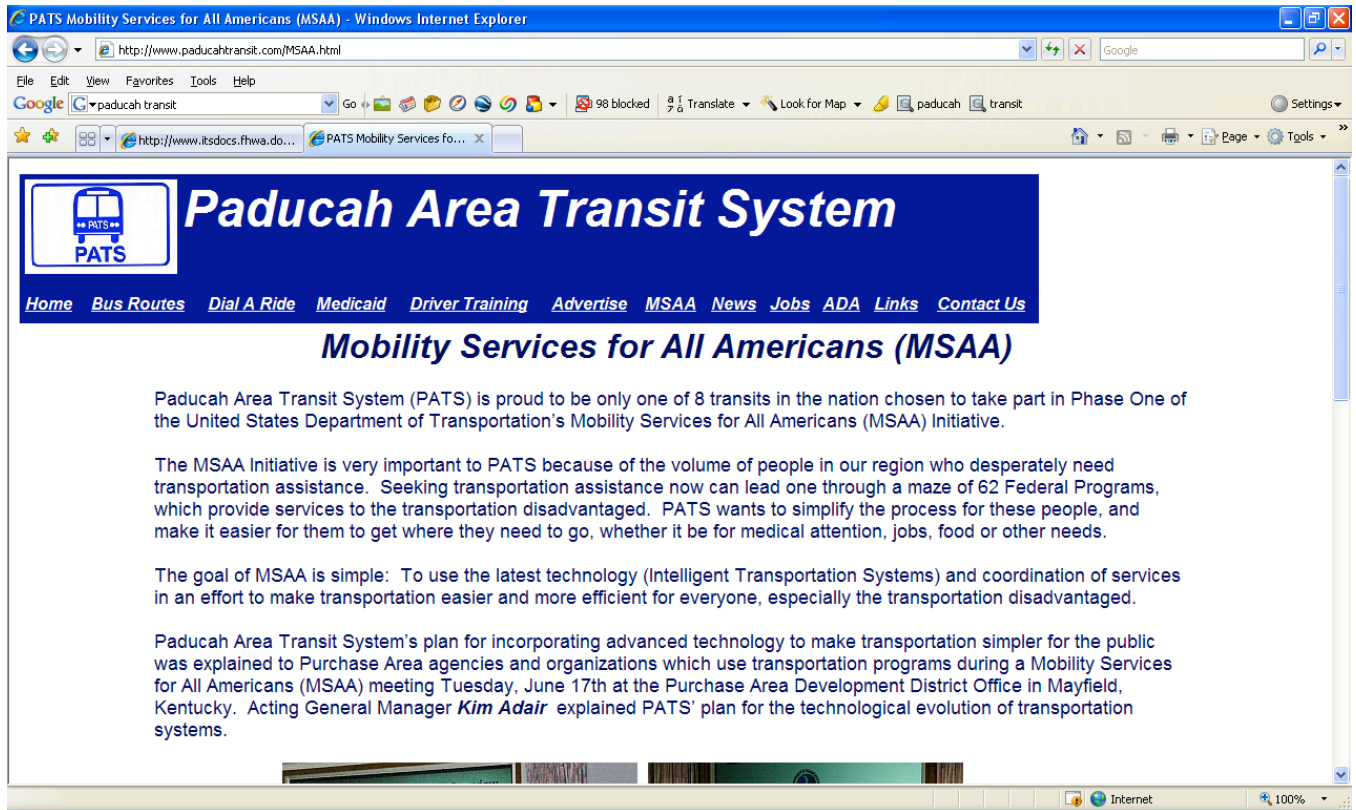 PATS Mobility Services for All Americans (MSAA) - Windows Internet Explorer
http://www.paducahtransit.com/MSAA.html
Google
File Edit View Favorites Tools Help
Google paducah transit Go 98 blocked Translate Look for Map paducah transit Settings
http://www.itsdocs.fhwa.do... PATS Mobility Services fo... X Page Tools »
PATS
PATS
Paducah Area Transit System
Home Bus Routes Dial A Ride Medicaid Driver Training Advertise MSAA News Jobs ADA Links Contact Us
Mobility Services for All Americans (MSAA)
Paducah Area Transit System (PATS) is proud to be only one of 8 transits in the nation chosen to take part in Phase One of
the United States Department of Transportation's Mobility Services for All Americans (MSAA) Initiative.
The MSAA Initiative is very important to PATS because of the volume of people in our region who desperately need
transportation assistance. Seeking transportation assistance now can lead one through a maze of 62 Federal Programs,
which provide services to the transportation disadvantaged. PATS wants to simplify the process for these people, and
make it easier for them to get where they need to go, whether it be for medical attention, jobs, food or other needs.
The goal of MSAA is simple: To use the latest technology (Intelligent Transportation Systems) and coordination of services
in an effort to make transportation easier and more efficient for everyone, especially the transportation disadvantaged.
Paducah Area Transit System's plan for incorporating advanced technology to make transportation simpler for the public
was explained to Purchase Area agencies and organizations which use transportation programs during a Mobility Services
for All Americans (MSAA) meeting Tuesday, June 17th at the Purchase Area Development District Office in Mayfield,
Kentucky. Acting General Manager Kim Adair explained PATS' plan for the technological evolution of transportation
systems.
Internet 100%